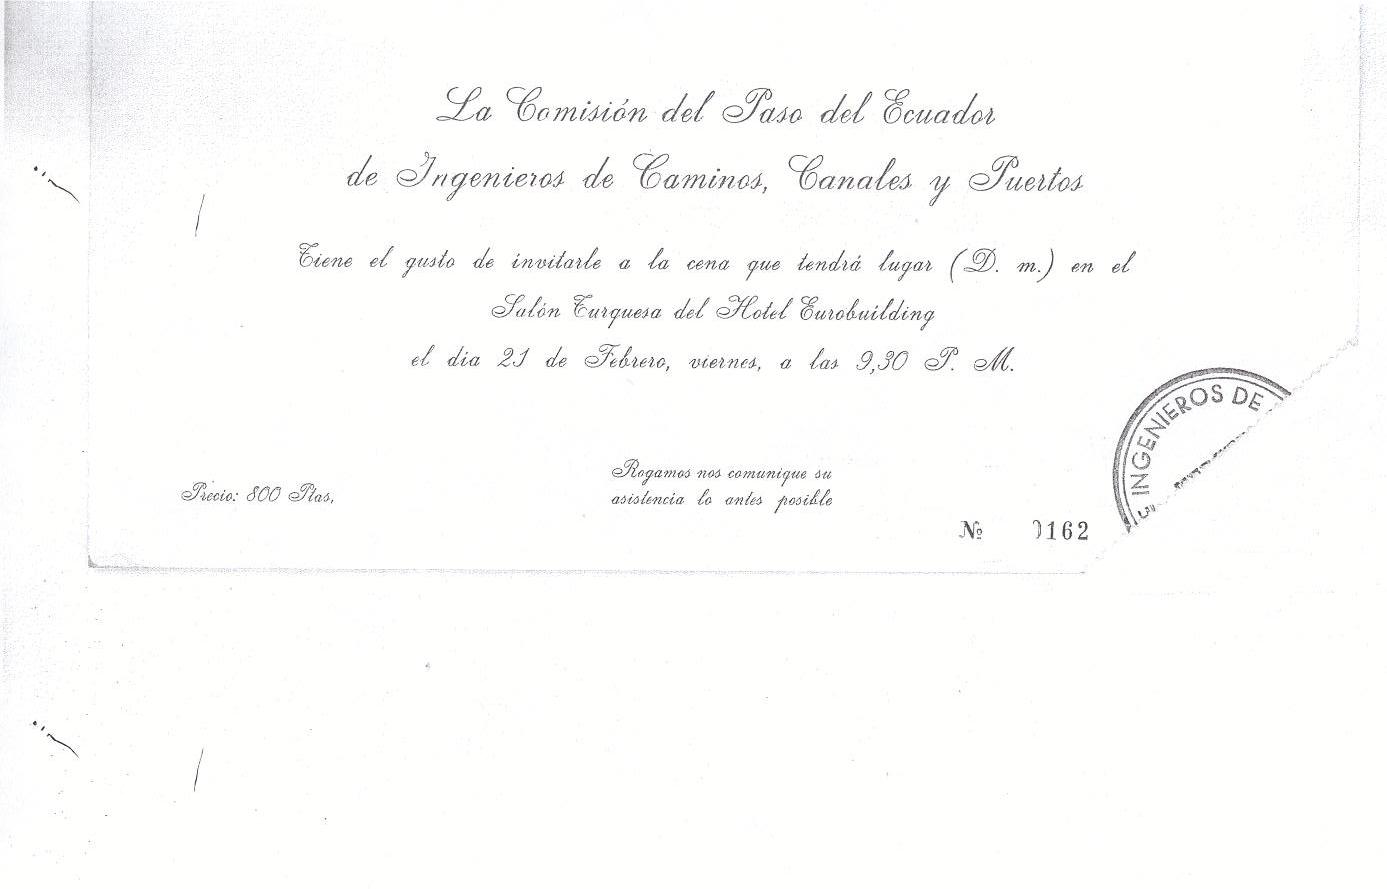 La Comisión del Paso del Ecuador
de Ingenieros de Caminos, Canales y Puertos
Tiene el gusto de invitarle a la cena que tendrá lugar (D. m.) en el
Salón Turquesa del Hotel Eurobuilding
el dia 21 de Febrero, viernes, a las 9,30 P. M.
Precio: 800 Ptas,
Rogamos nos comunique su
asistencia lo antes posible
INGENIEROS DE
Nº 0162